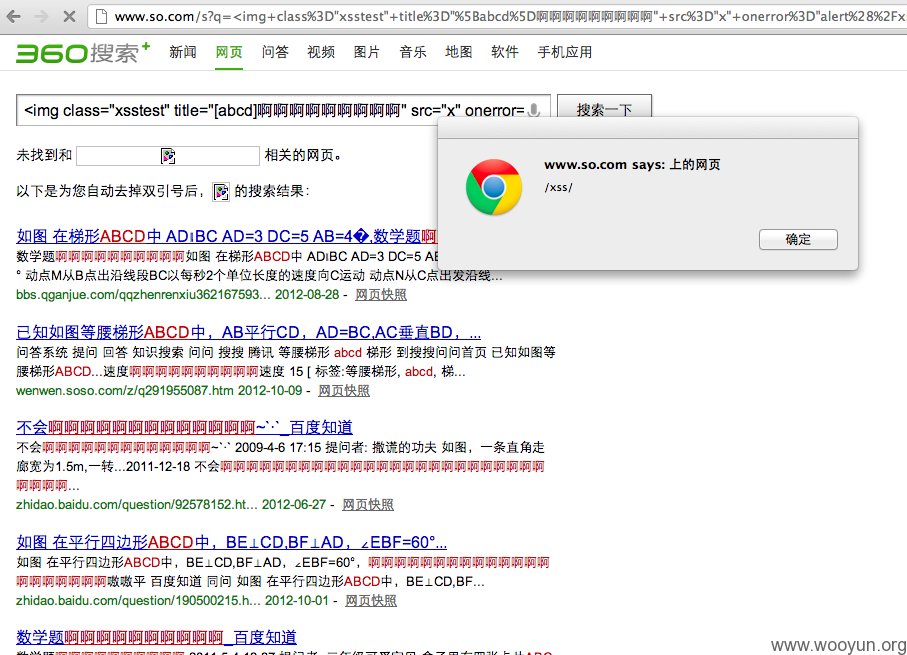 www.so.com/s?q=<img+class%3D"xsstest"+title%3D"%5Babcd%5D啊啊啊啊啊啊啊啊啊"+src%3D"x"+onerror%3D"alert%28%2Fxs
360搜索+ 新闻 网页 问答 视频 图片 音乐 地图 软件 手机应用
<img class="xsstest" title="[abcd]啊啊啊啊啊啊啊啊啊" src="x" onerror= 搜索一下
www.so.com says: 上的网页
/xss/
确定
未找到和 相关的网页。
以下是为您自动去掉双引号后， 的搜索结果：
如图 在梯形ABCD中 AD‖BC AD=3 DC=5 AB=4�,数学题啊
数学题啊啊啊啊啊啊啊啊啊啊如图 在梯形ABCD中 AD‖BC AD=3 DC=5 AB
° 动点M从B点出沿线段BC以每秒2个单位长度的速度向C运动 动点N从C点出发沿线...
bbs.qganjue.com/qqzhenrenxiu362167593... 2012-08-28 - 网页快照
已知如图等腰梯形ABCD中，AB平行CD，AD=BC,AC垂直BD，...
问答系统 提问 回答 知识搜索 问问 搜搜 腾讯 等腰梯形 abcd 梯形 到搜搜问问首页 已知如图等
腰梯形ABCD...速度啊啊啊啊啊啊啊啊啊啊速度 15 [ 标签:等腰梯形, abcd, 梯...
wenwen.soso.com/z/q291955087.htm 2012-10-09 - 网页快照
不会啊啊啊啊啊啊啊啊啊啊啊啊啊~`·`_百度知道
不会啊啊啊啊啊啊啊啊啊啊啊啊啊~`·` 2009-4-6 17:15 提问者: 撒谎的功夫 如图，一条直角走
廊宽为1.5m,一转...2011-12-18 不会啊啊啊啊啊啊啊啊啊啊啊啊啊啊啊啊啊啊啊啊啊啊啊啊啊
啊啊啊啊...
zhidao.baidu.com/question/92578152.ht... 2012-06-27 - 网页快照
如图 在平行四边形ABCD中，BE⊥CD,BF⊥AD，∠EBF=60°...
如图 在平行四边形ABCD中，BE⊥CD,BF⊥AD，∠EBF=60°，啊啊啊啊啊啊啊啊啊啊啊啊啊啊
啊啊啊啊啊啊啊嗷嗷平 百度知道 同问 如图 在平行四边形ABCD中，BE⊥CD,BF...
zhidao.baidu.com/question/190500215.h... 2012-10-01 - 网页快照
数学题啊啊啊啊啊啊啊啊啊啊_百度知道
www.wooyun.org